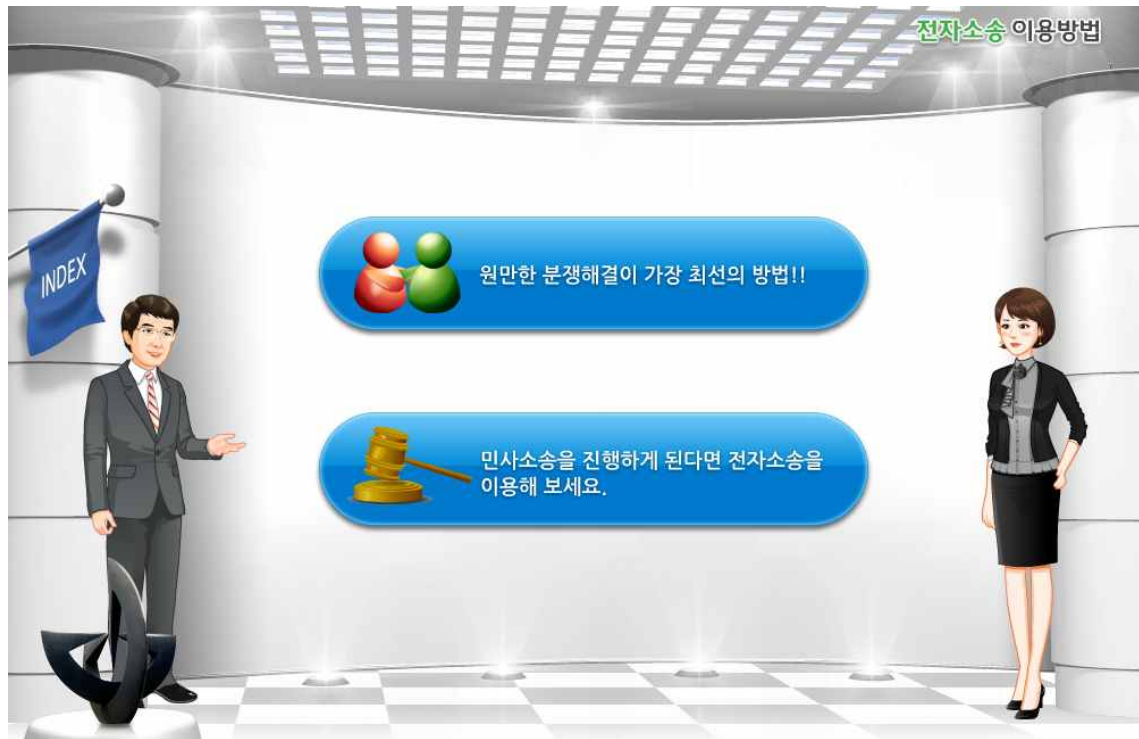 전자소송 이용방법
INDEX
원만한 분쟁해결이 가장 최선의 방법!!
민사소송을 진행하게 된다면 전자소송을
이용해 보세요.